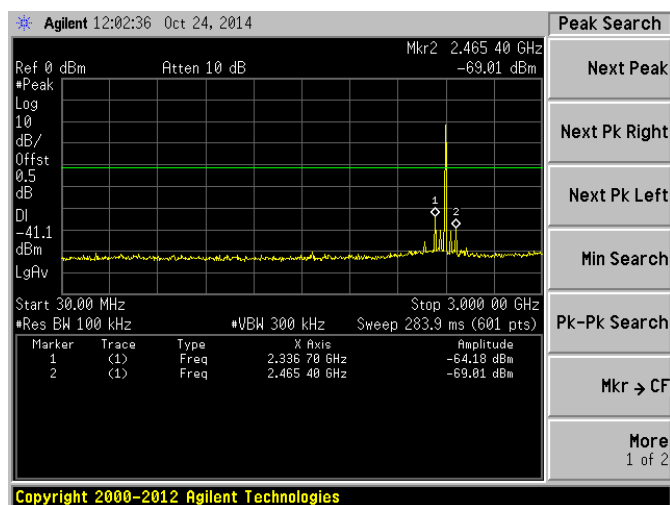 Agilent 12:02:36 Oct 24, 2014
Peak Search
Mkr2 2.465 40 GHz
Ref 0 dBm Atten 10 dB -69.01 dBm
#Peak
Log
10
dB/
Offst
0.5
dB
DI
-41.1
dBm
LgAv
1
2
Start 30.00 MHz Stop 3.000 00 GHz
#Res BW 100 kHz #VBW 300 kHz Sweep 283.9 ms (601 pts)
Marker Trace Type X Axis Amplitude
1 (1) Freq 2.336 70 GHz -64.18 dBm
2 (1) Freq 2.465 40 GHz -69.01 dBm
Next Peak
Next Pk Right
Next Pk Left
Min Search
Pk-Pk Search
Mkr → CF
More
1 of 2
Copyright 2000-2012 Agilent Technologies